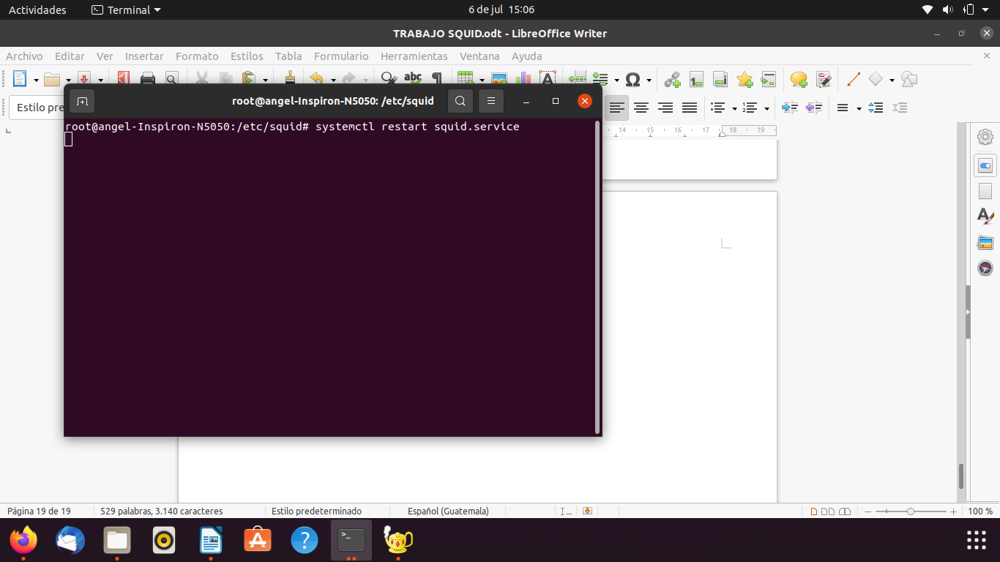 Actividades
Terminal
6 de jul 15:06
TRABAJO SQUID.odt - LibreOffice Writer
Archivo Editar Ver Insertar Formato Estilos Tabla Formulario Herramientas Ventana Ayuda
abc
Estilo pre
root@angel-Inspiron-N5050: /etc/squid
14 15 16 17 18 19
root@angel-Inspiron-N5050:/etc/squid# systemctl restart squid.service
Página 19 de 19
529 palabras, 3.140 caracteres
Estilo predeterminado
Español (Guatemala)
100 %